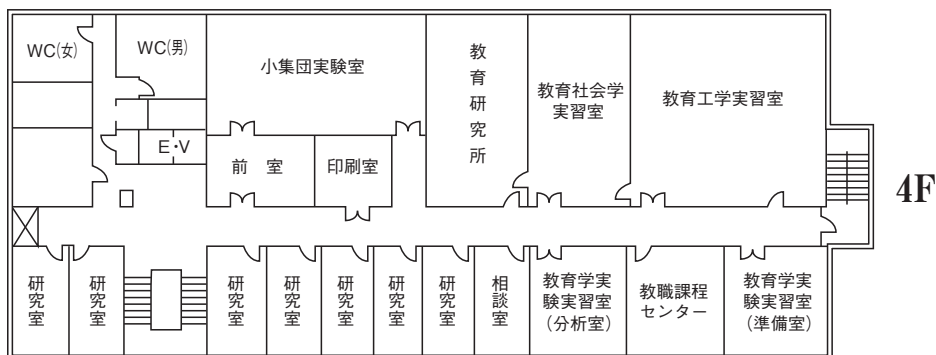 WC(女)
WC(男)
小集団実験室
教育研究所
教育社会学
実習室
教育工学実習室
E・V
前 室
印刷室
4F
研究室
研究室
研究室
研究室
研究室
研究室
研究室
相談室
教育学実
験実習室
(分析室)
教職課程
センター
教育学実
験実習室
(準備室)